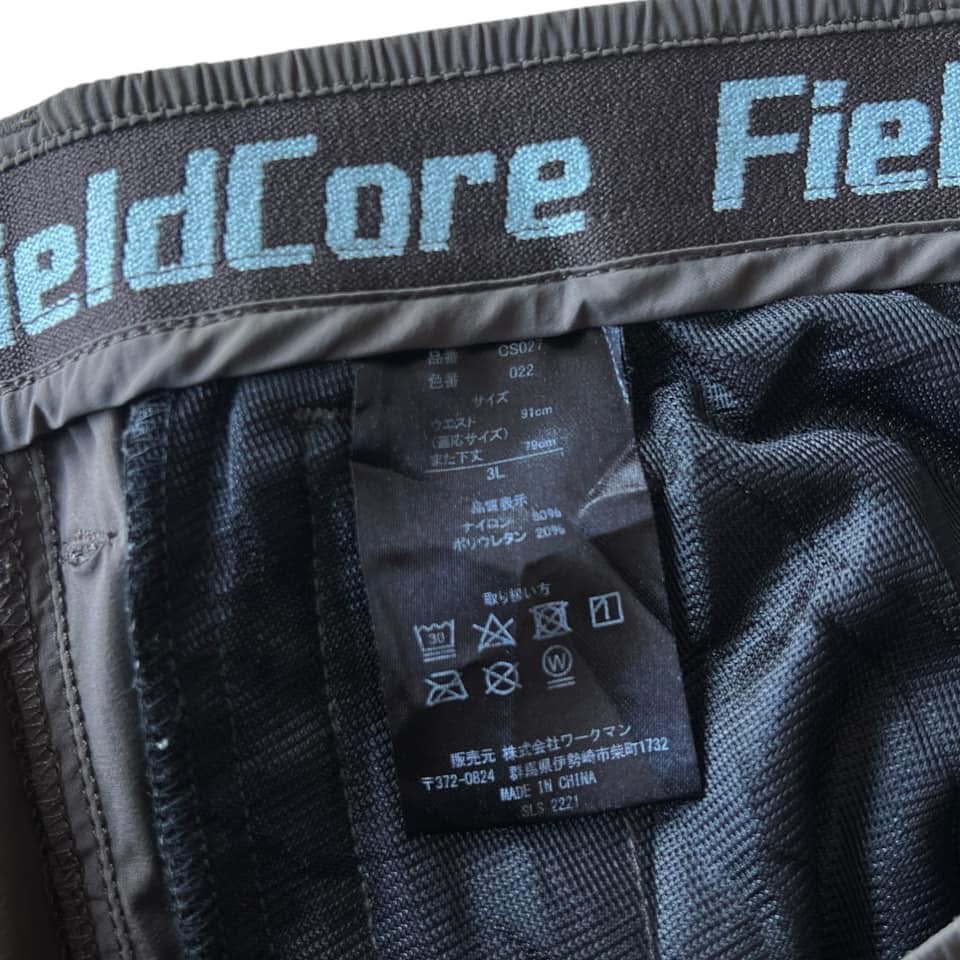 FieldCore Fiel
品番 CS027
色番 022
サイズ
ウエスト 91cm
(適応サイズ)
また下丈 79cm
3L
品質表示
ナイロン 80%
ポリウレタン 20%
取り扱い方
30
W
販売元 株式会社ワークマン
〒372-0824 群馬県伊勢崎市柴町1732
MADE IN CHINA
SLS 2221